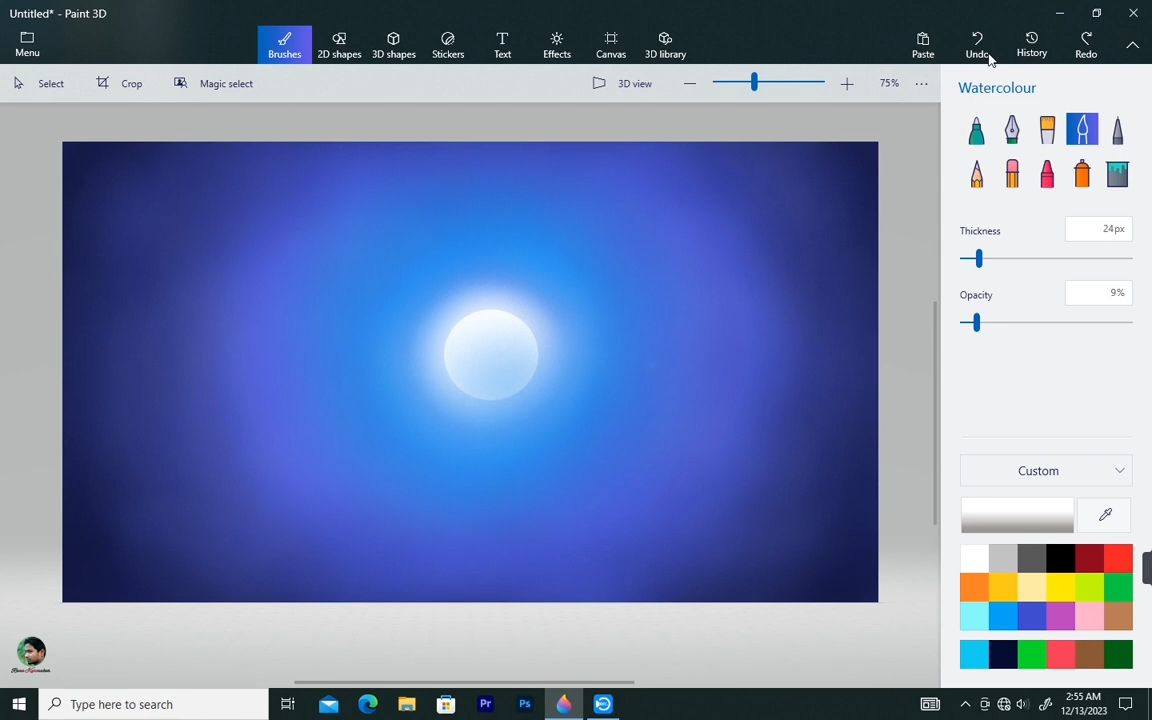 Untitled* - Paint 3D
Menu
Brushes
2D shapes
3D shapes
Stickers
Text
Effects
Canvas
3D library
Paste
Undo
History
Redo
Select
Crop
Magic select
3D view
75%
Watercolour
Thickness
24px
Opacity
9%
Custom
Type here to search
Pr
Ps
2:55 AM
12/13/2023